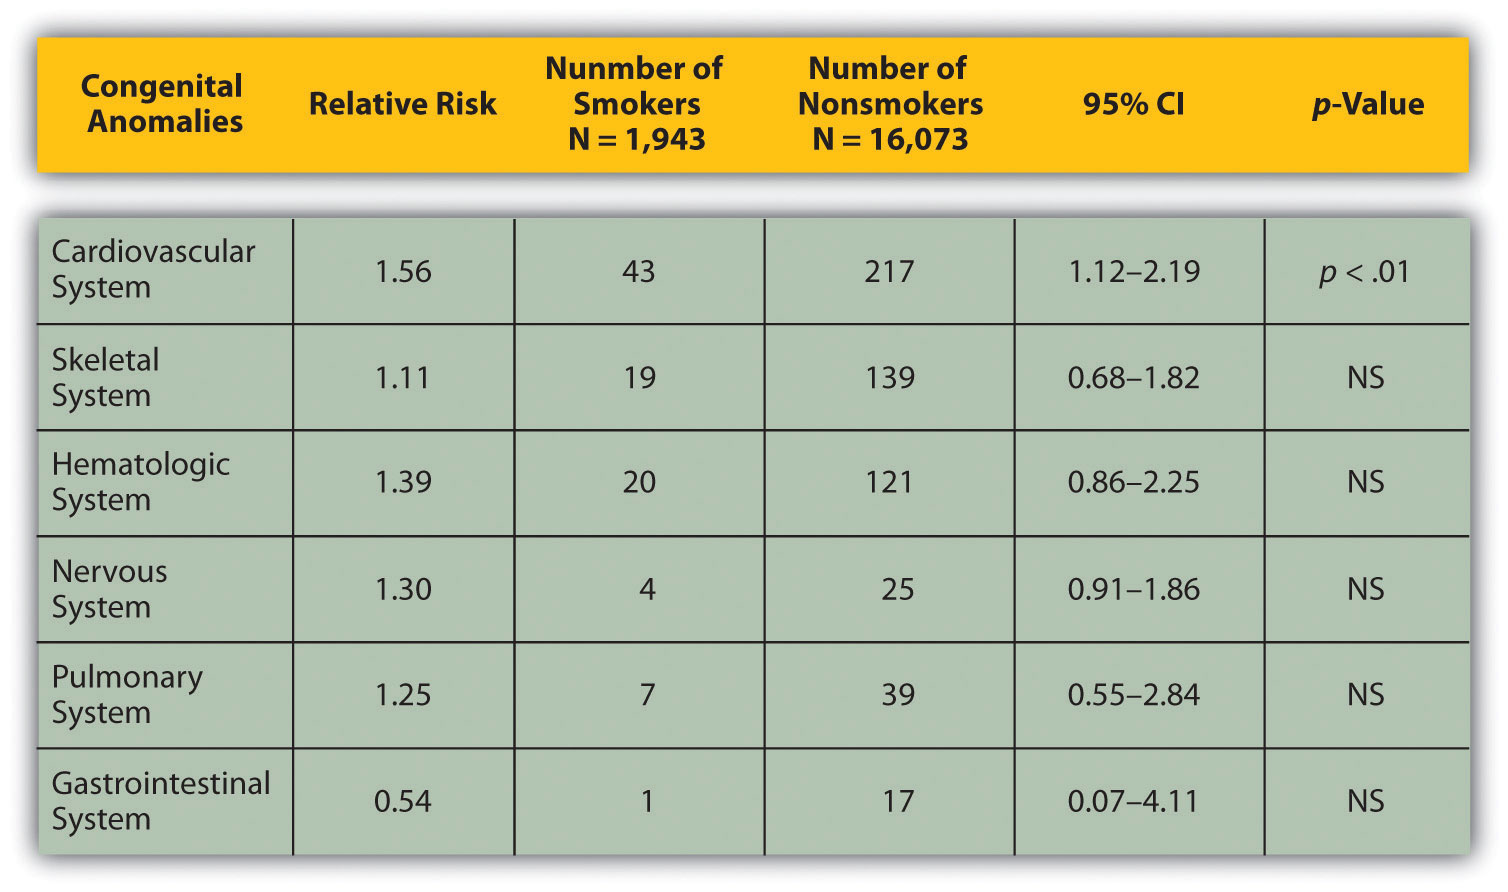 Congenital
Anomalies
Relative Risk
Nunmber of
Smokers
N = 1,943
Number of
Nonsmokers
N = 16,073
95% CI
p-Value
Cardiovascular
System
1.56
43
217
1.12–2.19
p < .01
Skeletal
System
1.11
19
139
0.68–1.82
NS
Hematologic
System
1.39
20
121
0.86–2.25
NS
Nervous
System
1.30
4
25
0.91–1.86
NS
Pulmonary
System
1.25
7
39
0.55–2.84
NS
Gastrointestinal
System
0.54
1
17
0.07–4.11
NS